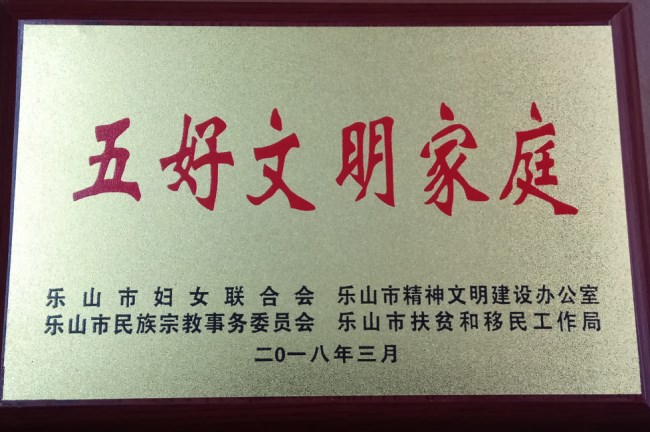 五好文明家庭
乐山市妇女联合会 乐山市精神文明建设办公室
乐山市民族宗教事务委员会 乐山市扶贫和移民工作局
二0一八年三月